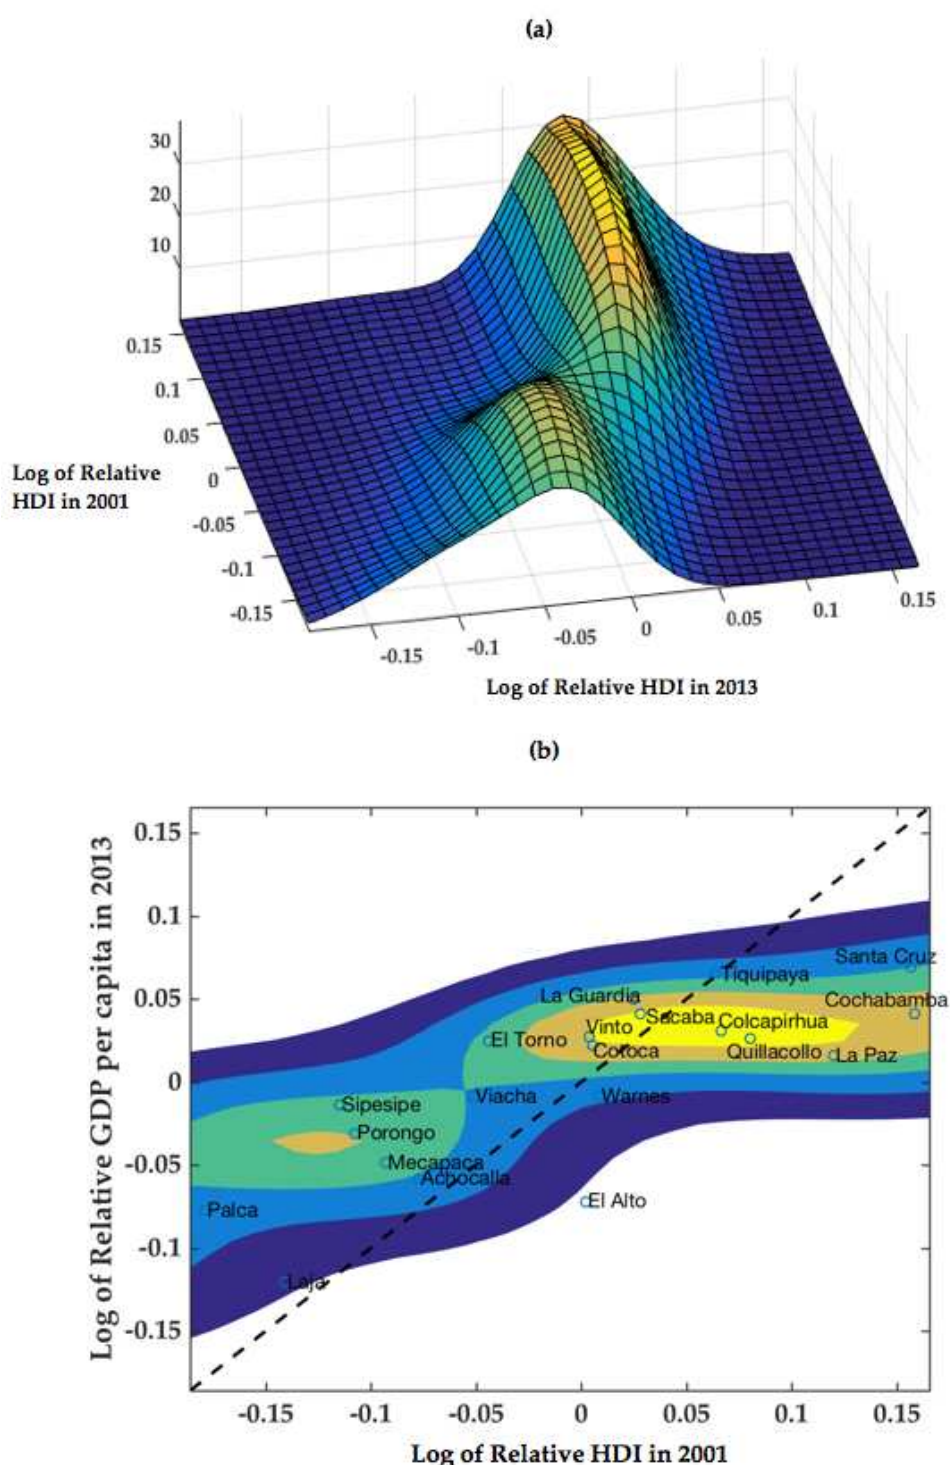 (a)
30
20
10
0.15
0.1
0.05
0
-0.05
-0.1
-0.15
Log of Relative
HDI in 2001
-0.15
-0.1
-0.05
0
0.05
0.1
0.15
Log of Relative HDI in 2013
(b)
Log of Relative GDP per capita in 2013
0.15
0.1
0.05
0
-0.05
-0.1
-0.15
Santa Cruz
Tiquipaya
La Guardia
Cochabamba
Sacaba
Colcapirhua
Vinto
El Torno
Cotoca
Quillacollo
La Paz
Viacha
Warnes
Sipesipe
Porongo
Mecapaca
Achocalla
El Alto
Palca
Laja
-0.15
-0.1
-0.05
0
0.05
0.1
0.15
Log of Relative HDI in 2001